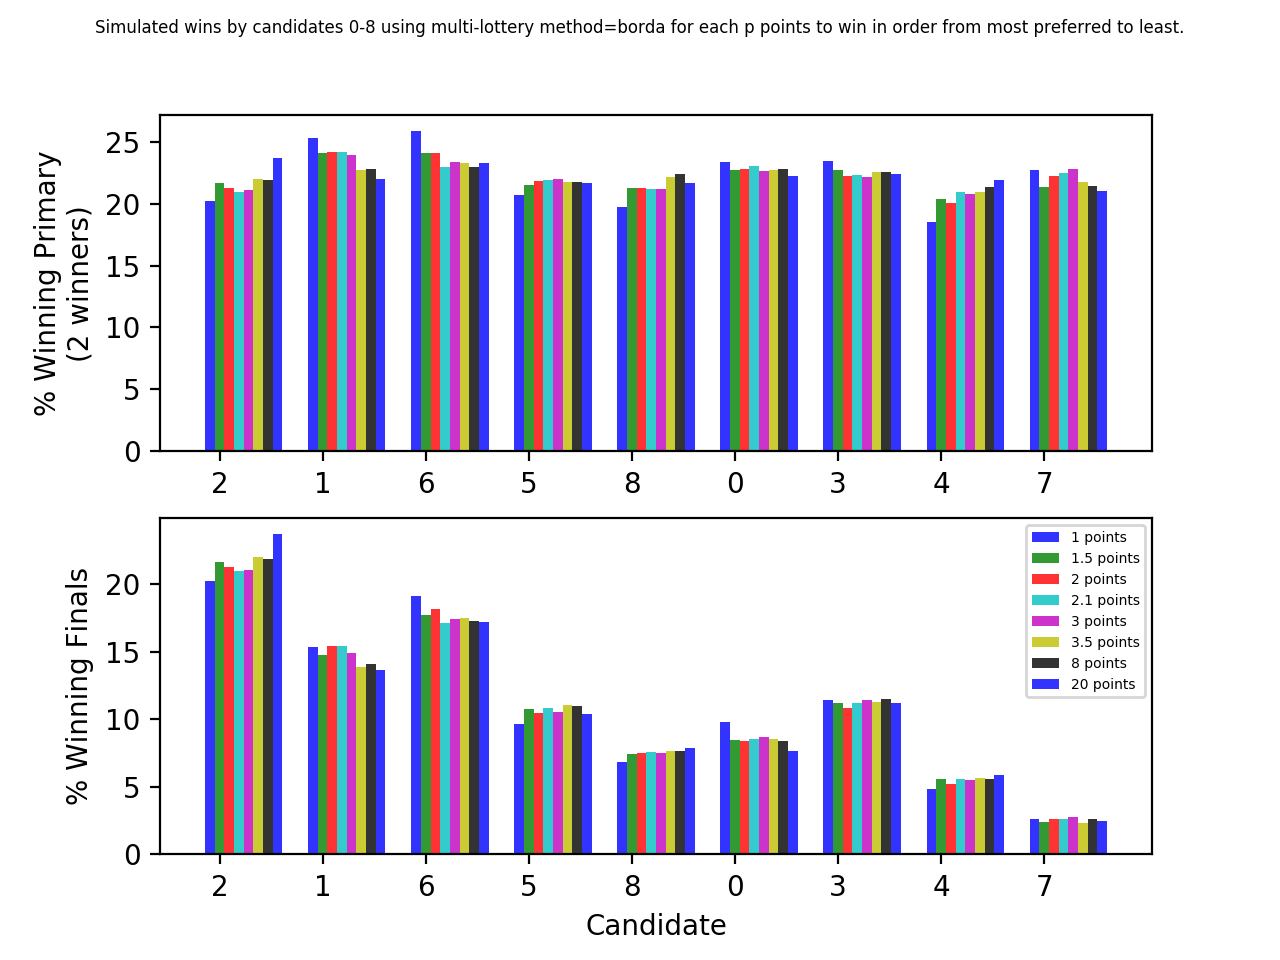 Simulated wins by candidates 0-8 using multi-lottery method=borda for each p points to win in order from most preferred to least.
% Winning Primary
(2 winners)
25
20
15
10
5
0
2 1 6 5 8 0 3 4 7
% Winning Finals
20
15
10
5
0
1 points
1.5 points
2 points
2.1 points
3 points
3.5 points
8 points
20 points
2 1 6 5 8 0 3 4 7
Candidate